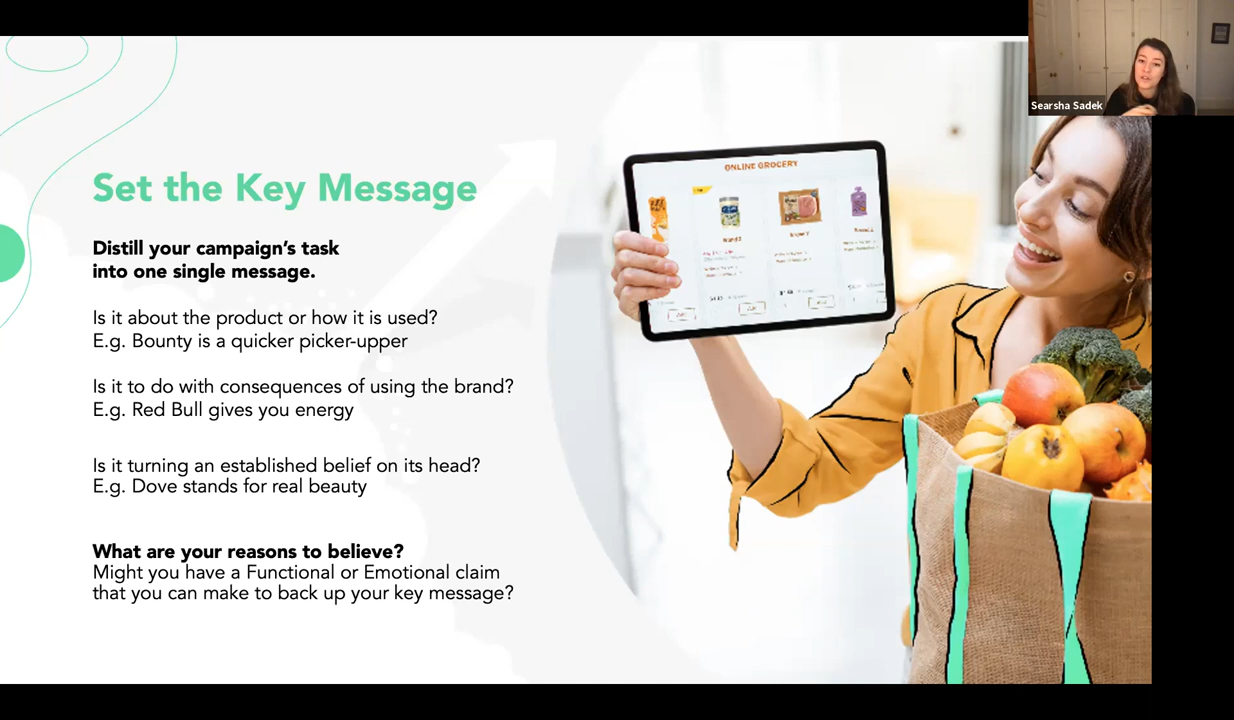 Searsha Sadek
Set the Key Message
Distill your campaign’s task
into one single message.
Is it about the product or how it is used?
E.g. Bounty is a quicker picker-upper
Is it to do with consequences of using the brand?
E.g. Red Bull gives you energy
Is it turning an established belief on its head?
E.g. Dove stands for real beauty
What are your reasons to believe?
Might you have a Functional or Emotional claim
that you can make to back up your key message?
ONLINE GROCERY